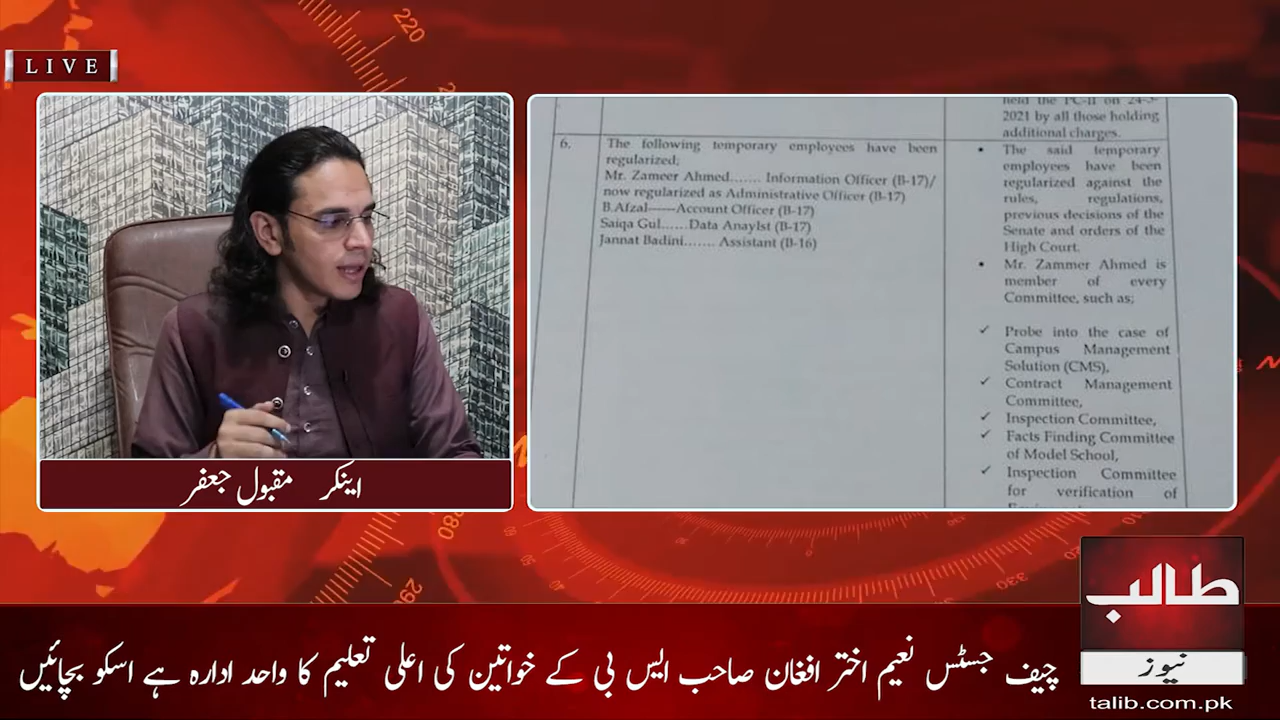 LIVE
اینکر مقبول جعفر
held the PC-II on 24-3-
2021 by all those holding
additional charges.
6.
The following temporary employees have been
regularized;
Mr. Zameer Ahmed....... Information Officer (B-17)/
now regularized as Administrative Officer (B-17)
B.Afzal------Account Officer (B-17)
Saiqa Gul......Data Anaylst (B-17)
Jannat Badini....... Assistant (B-16)
• The said temporary
employees have been
regularized against the
rules, regulations,
previous decisions of the
Senate and orders of the
High Court.
• Mr. Zammer Ahmed is
member of every
Committee, such as;
✓ Probe into the case of
Campus Management
Solution (CMS),
✓ Contract Management
Committee,
✓ Inspection Committee,
✓ Facts Finding Committee
of Model School,
✓ Inspection Committee
for verification of
طالب
نیوز
talib.com.pk
چیف جسٹس نعیم اختر افغان صاحب ایس بی کے خواتین کی اعلی تعلیم کا واحد ادارہ ہے اسکو بچائیں
220
280
290
330
310